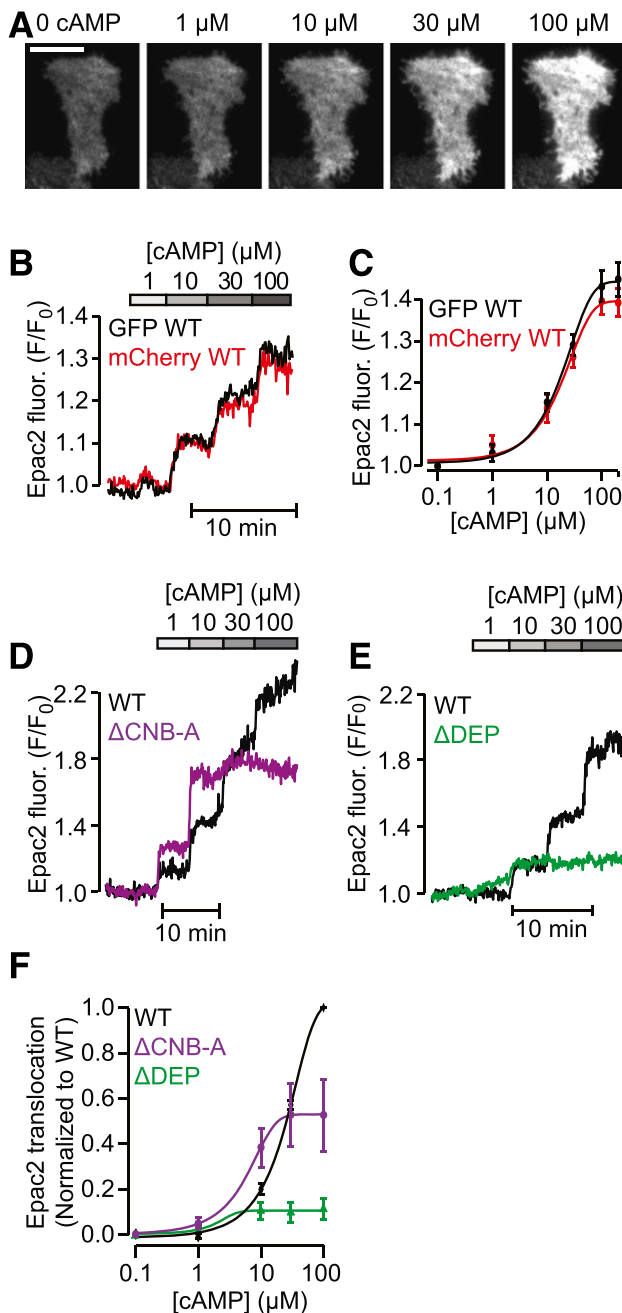 A
0 cAMP 1 µM 10 µM 30 µM 100 µM
B
[cAMP] (µM)
1 10 30 100
GFP WT
mCherry WT
Epac2 fluor. (F/F0)
1.4
1.3
1.2
1.1
1.0
10 min
C
GFP WT
mCherry WT
Epac2 fluor. (F/F0)
1.4
1.3
1.2
1.1
1.0
0.1 1 10 100
[cAMP] (µM)
D
[cAMP] (µM)
1 10 30 100
WT
ΔCNB-A
Epac2 fluor. (F/F0)
2.2
1.8
1.4
1.0
10 min
E
[cAMP] (µM)
1 10 30 100
WT
ΔDEP
Epac2 fluor. (F/F0)
2.2
1.8
1.4
1.0
10 min
F
WT
ΔCNB-A
ΔDEP
Epac2 translocation
(Normalized to WT)
1.0
0.8
0.6
0.4
0.2
0.0
0.1 1 10 100
[cAMP] (µM)